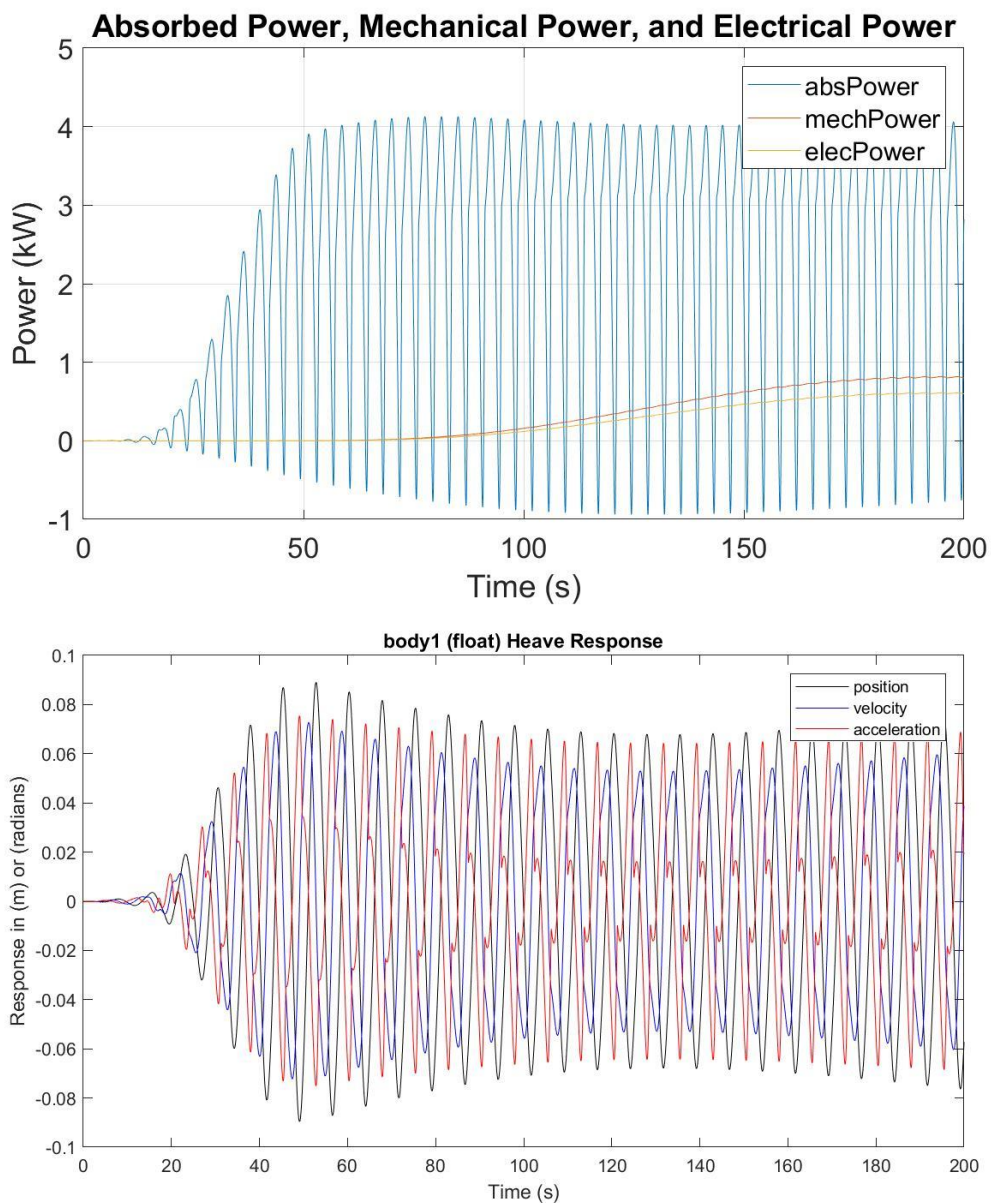 Absorbed Power, Mechanical Power, and Electrical Power
5
4
3
2
1
0
-1
Power (kW)
absPower
mechPower
elecPower
0 50 100 150 200
Time (s)
body1 (float) Heave Response
0.1
0.08
0.06
0.04
0.02
0
-0.02
-0.04
-0.06
-0.08
-0.1
Response in (m) or (radians)
position
velocity
acceleration
0 20 40 60 80 100 120 140 160 180 200
Time (s)